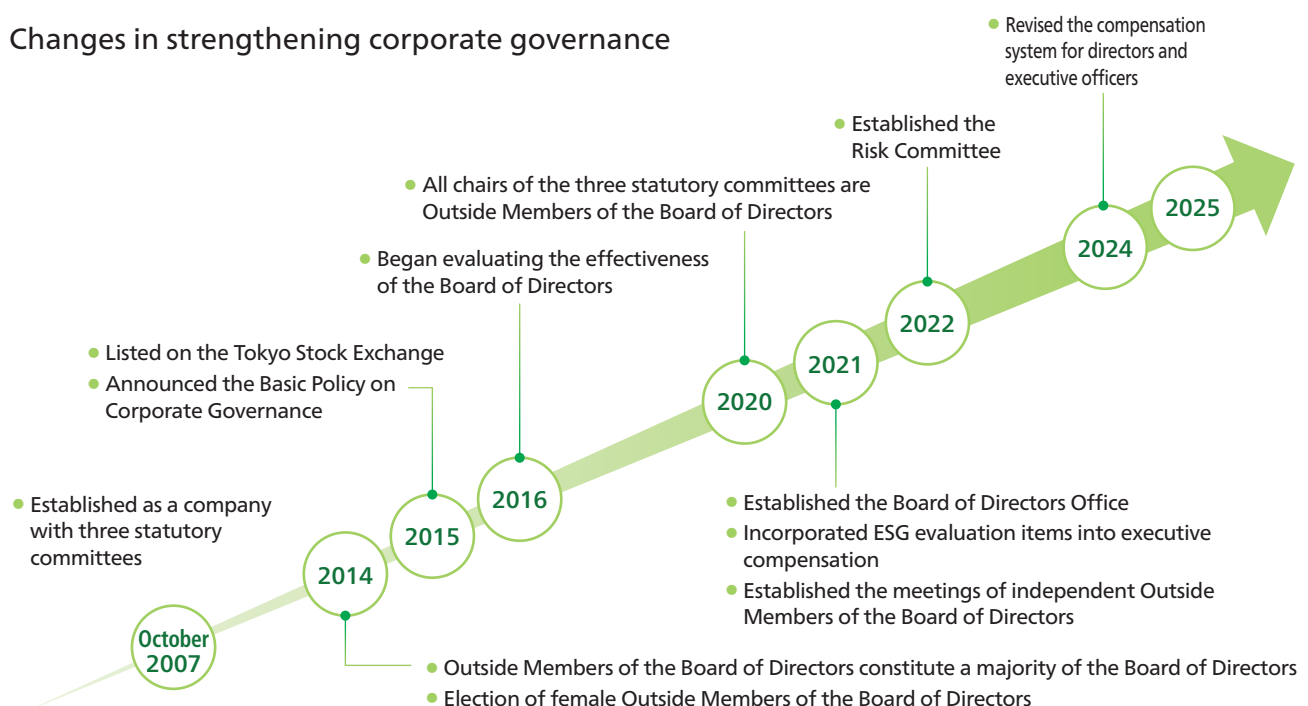 Changes in strengthening corporate governance
Established as a company
with three statutory
committees
October
2007
2014
Outside Members of the Board of Directors constitute a majority of the Board of Directors
Election of female Outside Members of the Board of Directors
Listed on the Tokyo Stock Exchange
Announced the Basic Policy on
Corporate Governance
2015
Began evaluating the effectiveness
of the Board of Directors
2016
All chairs of the three statutory committees are
Outside Members of the Board of Directors
2020
2021
Established the Board of Directors Office
Incorporated ESG evaluation items into executive
compensation
Established the meetings of independent Outside
Members of the Board of Directors
Established the
Risk Committee
2022
Revised the compensation
system for directors and
executive officers
2024
2025